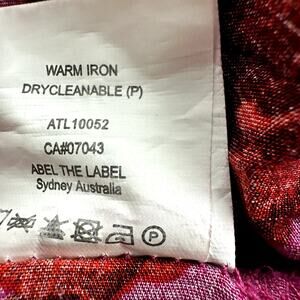 WARM IRON
DRYCLEANABLE (P)
ATL10052
CA#07043
ABEL THE LABEL
Sydney Australia
P